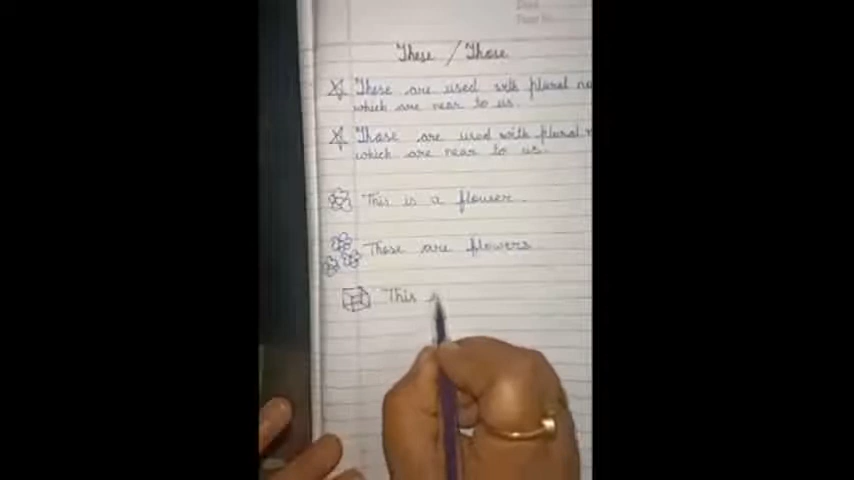 These / Those
These are used with plural
which are near to us.
Those are used with plural
which are near to us.
This is a flower.
These are flowers
This